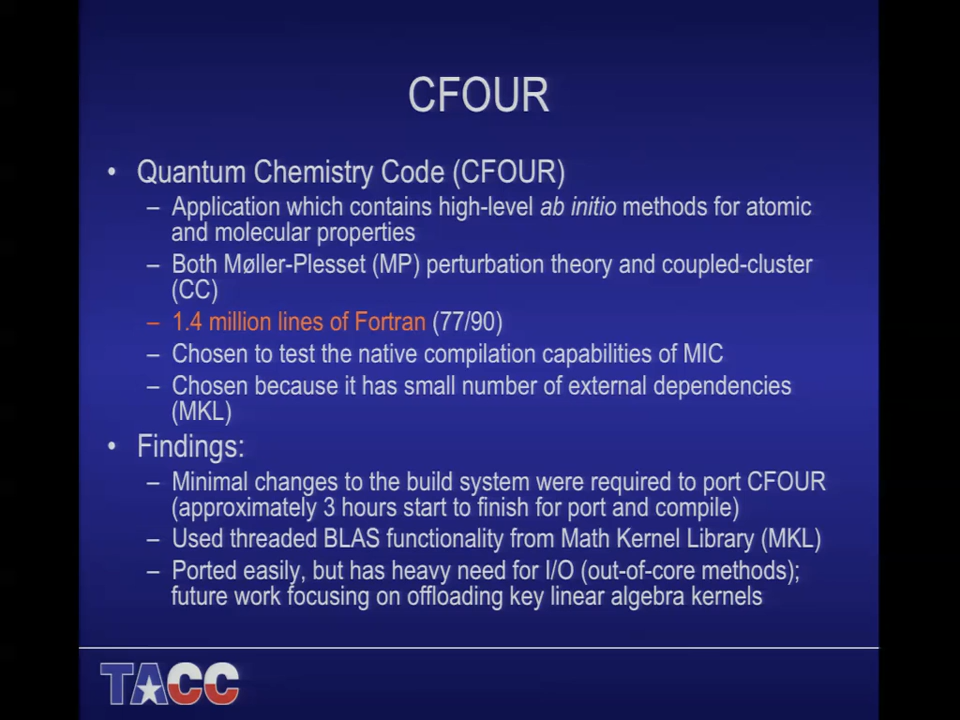 CFOUR
• Quantum Chemistry Code (CFOUR)
– Application which contains high-level ab initio methods for atomic
and molecular properties
– Both Møller-Plesset (MP) perturbation theory and coupled-cluster
(CC)
– 1.4 million lines of Fortran (77/90)
– Chosen to test the native compilation capabilities of MIC
– Chosen because it has small number of external dependencies
(MKL)
• Findings:
– Minimal changes to the build system were required to port CFOUR
(approximately 3 hours start to finish for port and compile)
– Used threaded BLAS functionality from Math Kernel Library (MKL)
– Ported easily, but has heavy need for I/O (out-of-core methods);
future work focusing on offloading key linear algebra kernels
TACC